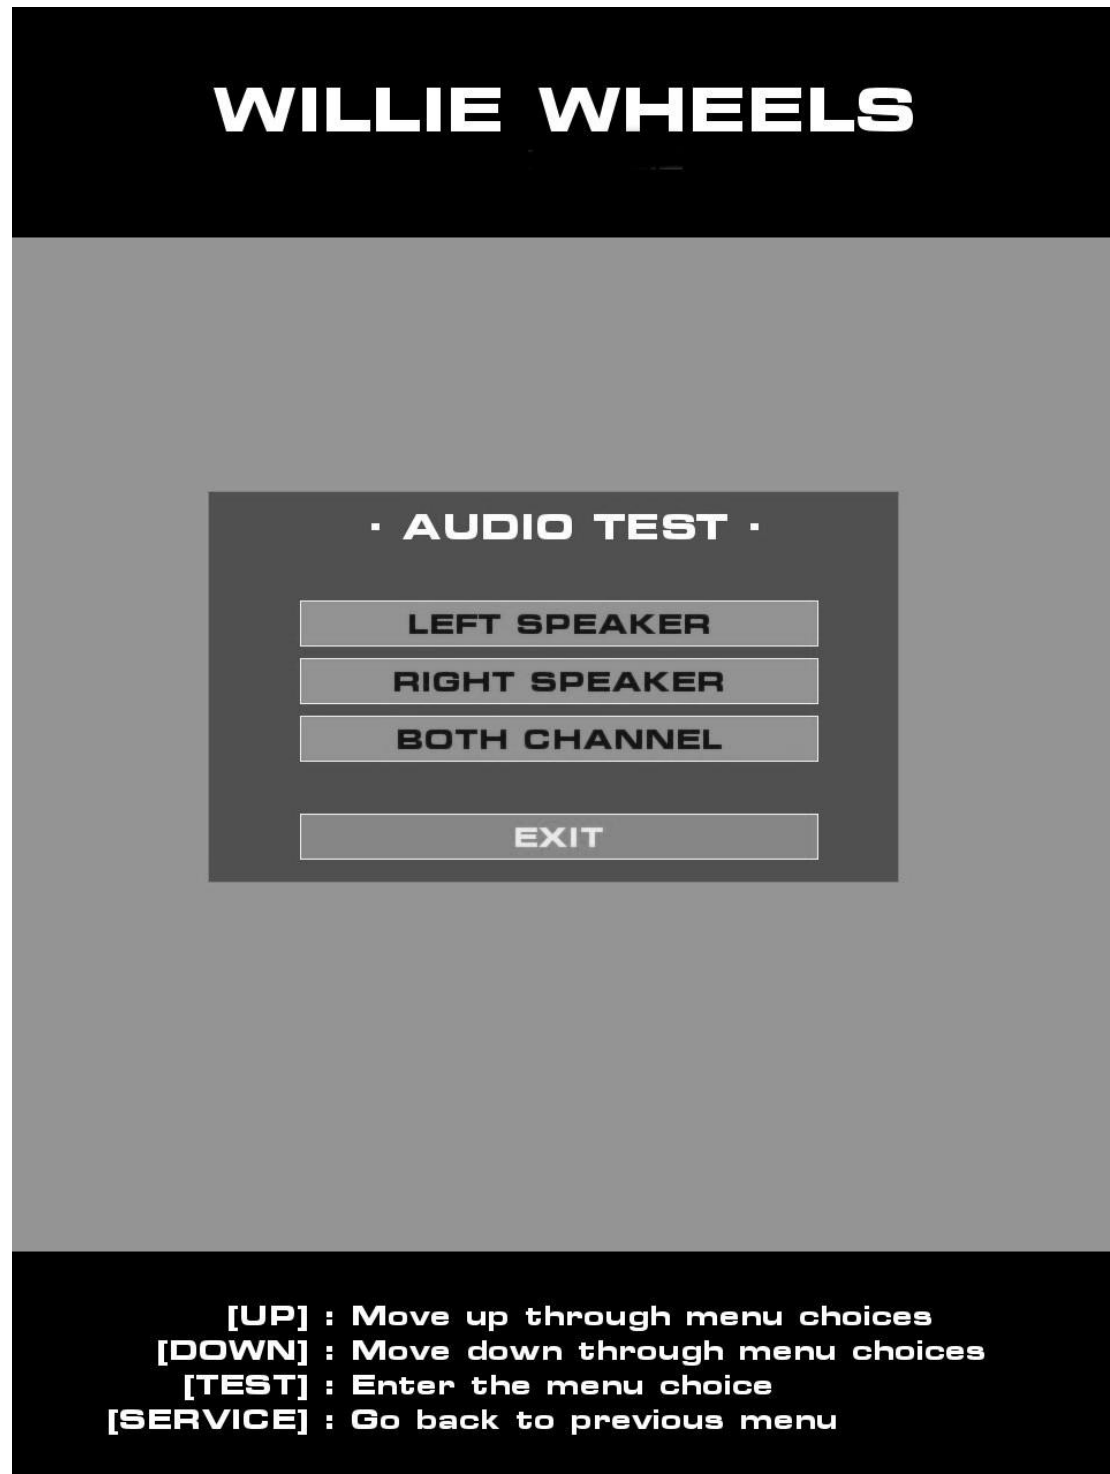 WILLIE WHEELS
· AUDIO TEST ·
LEFT SPEAKER
RIGHT SPEAKER
BOTH CHANNEL
EXIT
[UP] : Move up through menu choices
[DOWN] : Move down through menu choices
[TEST] : Enter the menu choice
[SERVICE] : Go back to previous menu